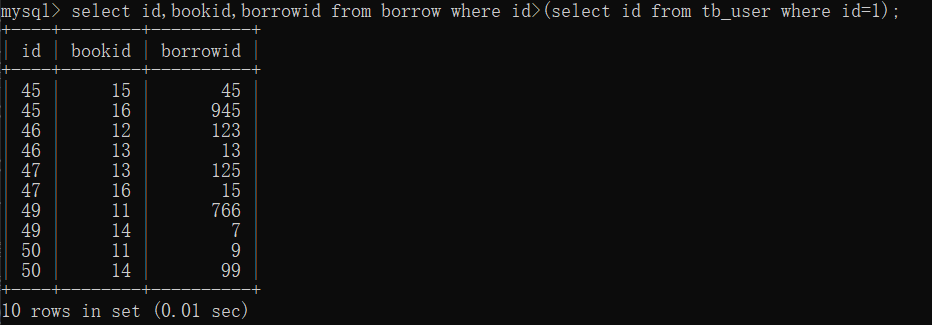 mysql> select id,bookid,borrowid from borrow where id>(select id from tb_user where id=1);
+----+--------+----------+
| id | bookid | borrowid |
+----+--------+----------+
| 45 |     15 |       45 |
| 45 |     16 |      945 |
| 46 |     12 |      123 |
| 46 |     13 |       13 |
| 47 |     13 |      125 |
| 47 |     16 |       15 |
| 49 |     11 |      766 |
| 49 |     14 |        7 |
| 50 |     11 |        9 |
| 50 |     14 |       99 |
+----+--------+----------+
10 rows in set (0.01 sec)